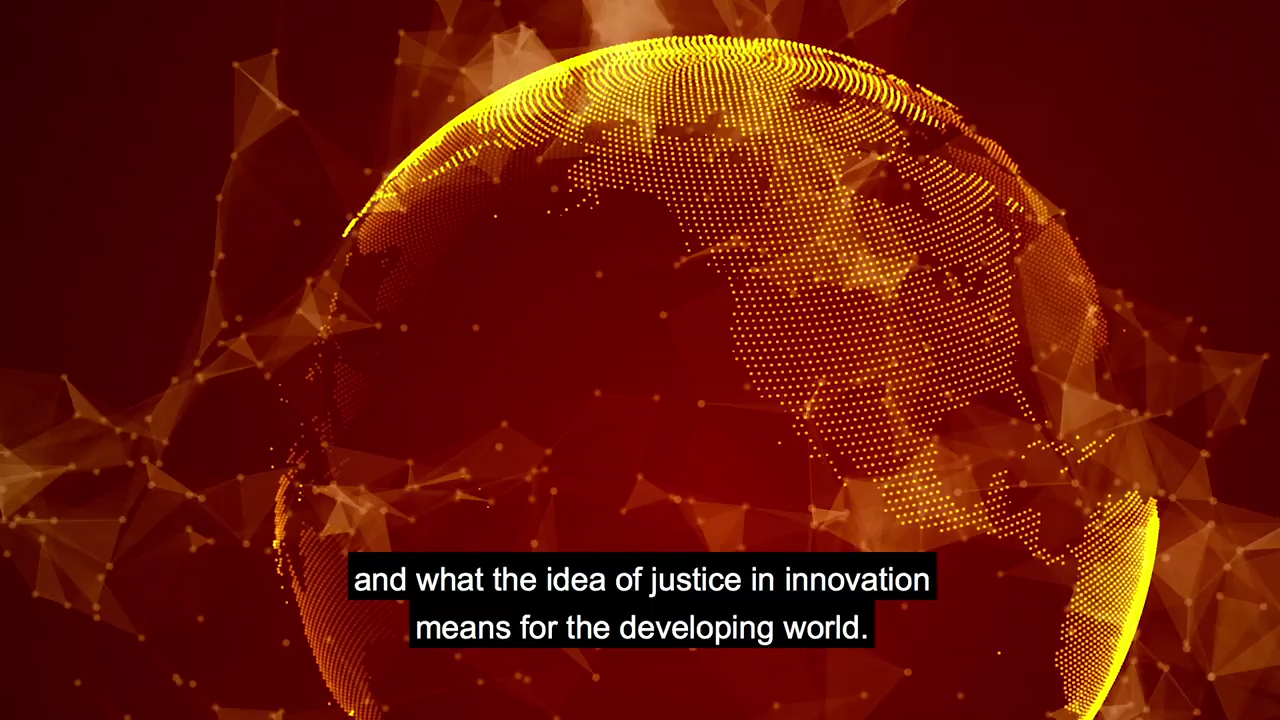 and what the idea of justice in innovation
means for the developing world.